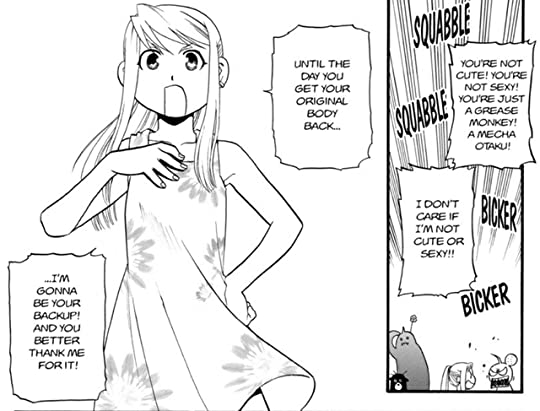 SQUABBLE
YOU'RE NOT
CUTE! YOU'RE
NOT SEXY!
YOU'RE JUST
A GREASE
MONKEY!
A MECHA
OTAKU!
SQUABBLE
BICKER
I DON'T
CARE IF
I'M NOT
CUTE OR
SEXY!!
BICKER
UNTIL THE
DAY YOU
GET YOUR
ORIGINAL
BODY
BACK...
...I'M
GONNA
BE YOUR
BACKUP!
AND YOU
BETTER
THANK ME
FOR IT!